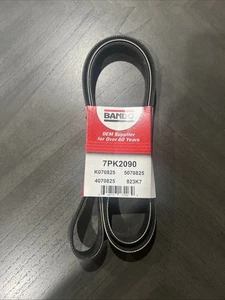 BANDO
OEM Supplier
for Over 60 Years
7PK2090
K070825 5070825
4070825 823K7